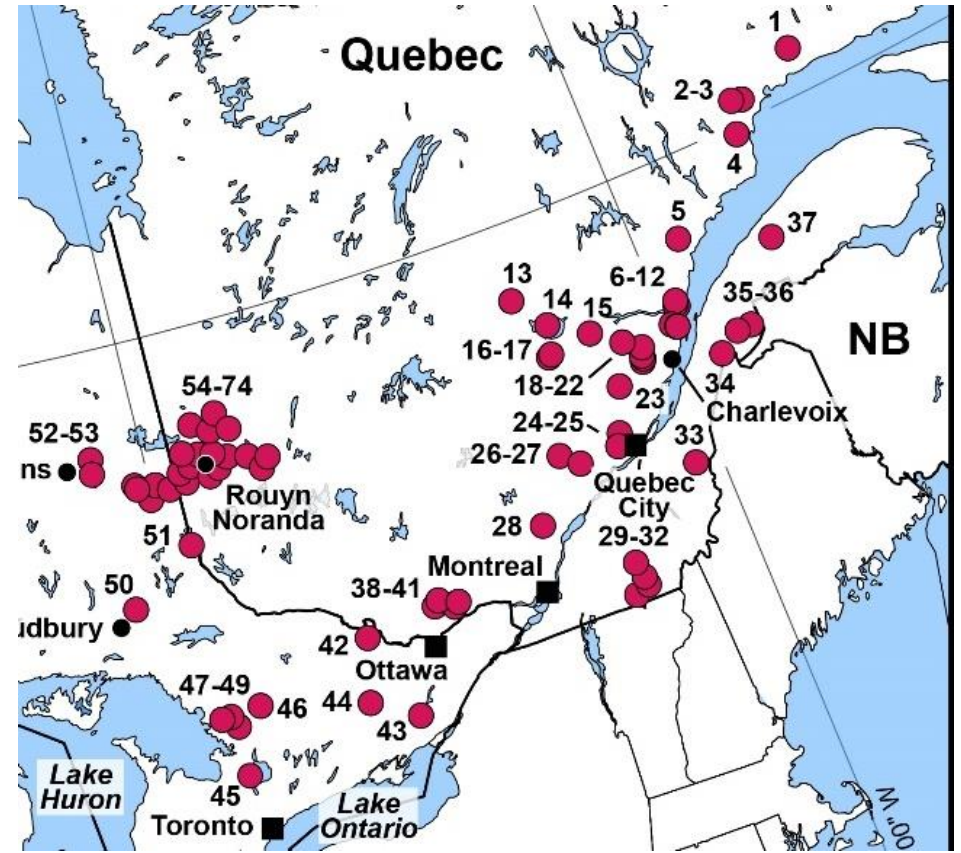 1
Quebec
2-3
4
5
37
6-12
13
14
15
35-36
16-17
NB
18-22
34
54-74
23
Charlevoix
52-53
24-25
26-27
33
ns
Quebec
City
Rouyn
Noranda
28
29-32
51
Montreal
50
38-41
udbury
42
Ottawa
47-49
46
44
43
Lake
Huron
45
Lake
Ontario
Toronto
00" W